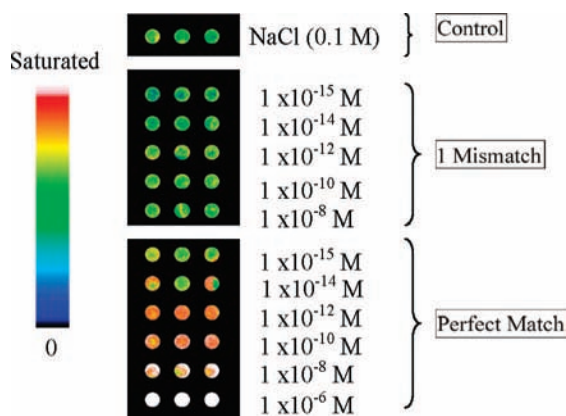 NaCl (0.1 M)
Control
Saturated
0
1 x10⁻¹⁵ M
1 x10⁻¹⁴ M
1 x10⁻¹² M
1 x10⁻¹⁰ M
1 x10⁻⁸ M
1 Mismatch
1 x10⁻¹⁵ M
1 x10⁻¹⁴ M
1 x10⁻¹² M
1 x10⁻¹⁰ M
1 x10⁻⁸ M
1 x10⁻⁶ M
Perfect Match